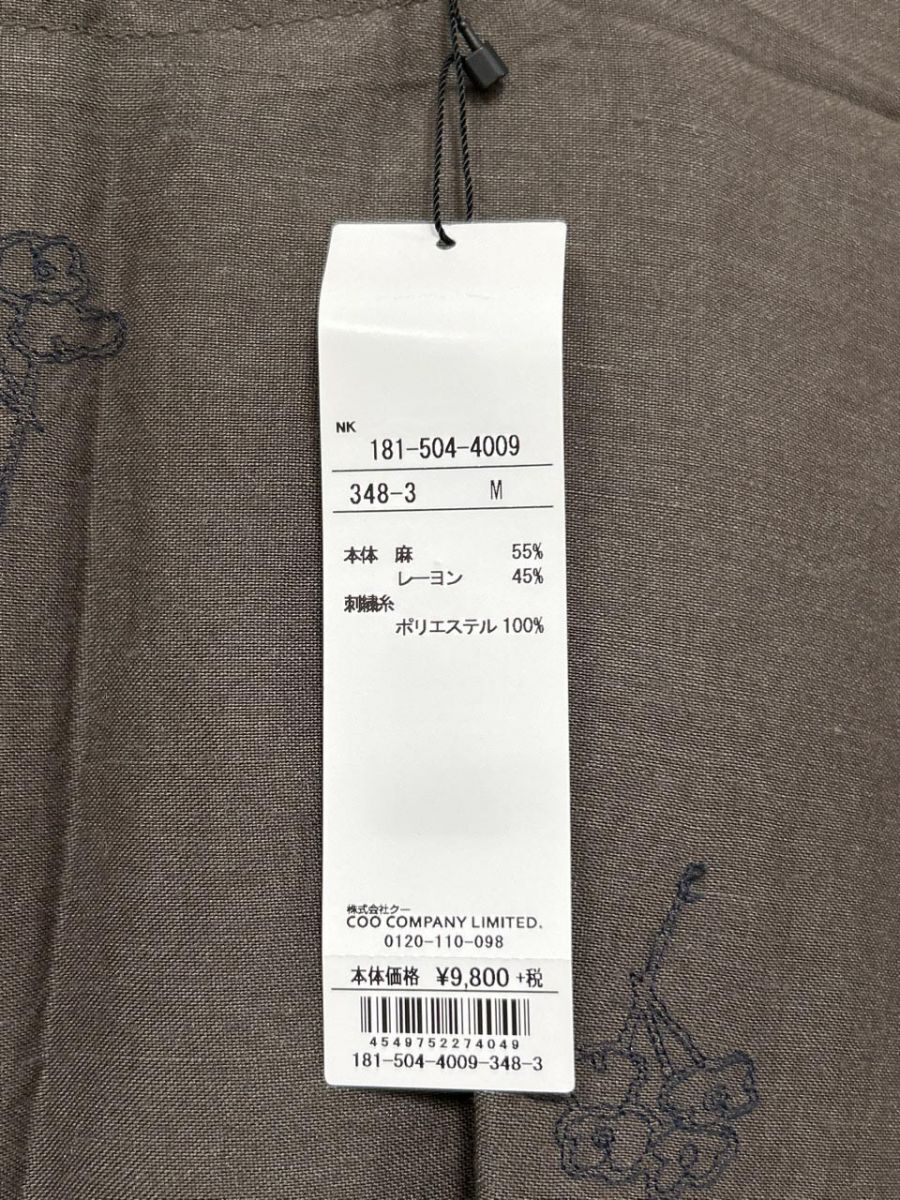 NK
181-504-4009
348-3 M
本体 麻 55%
レーヨン 45%
刺繍糸
ポリエステル 100%
株式会社クー
COO COMPANY LIMITED.
0120-110-098
本体価格 ¥9,800 +税
4549752274049
181-504-4009-348-3